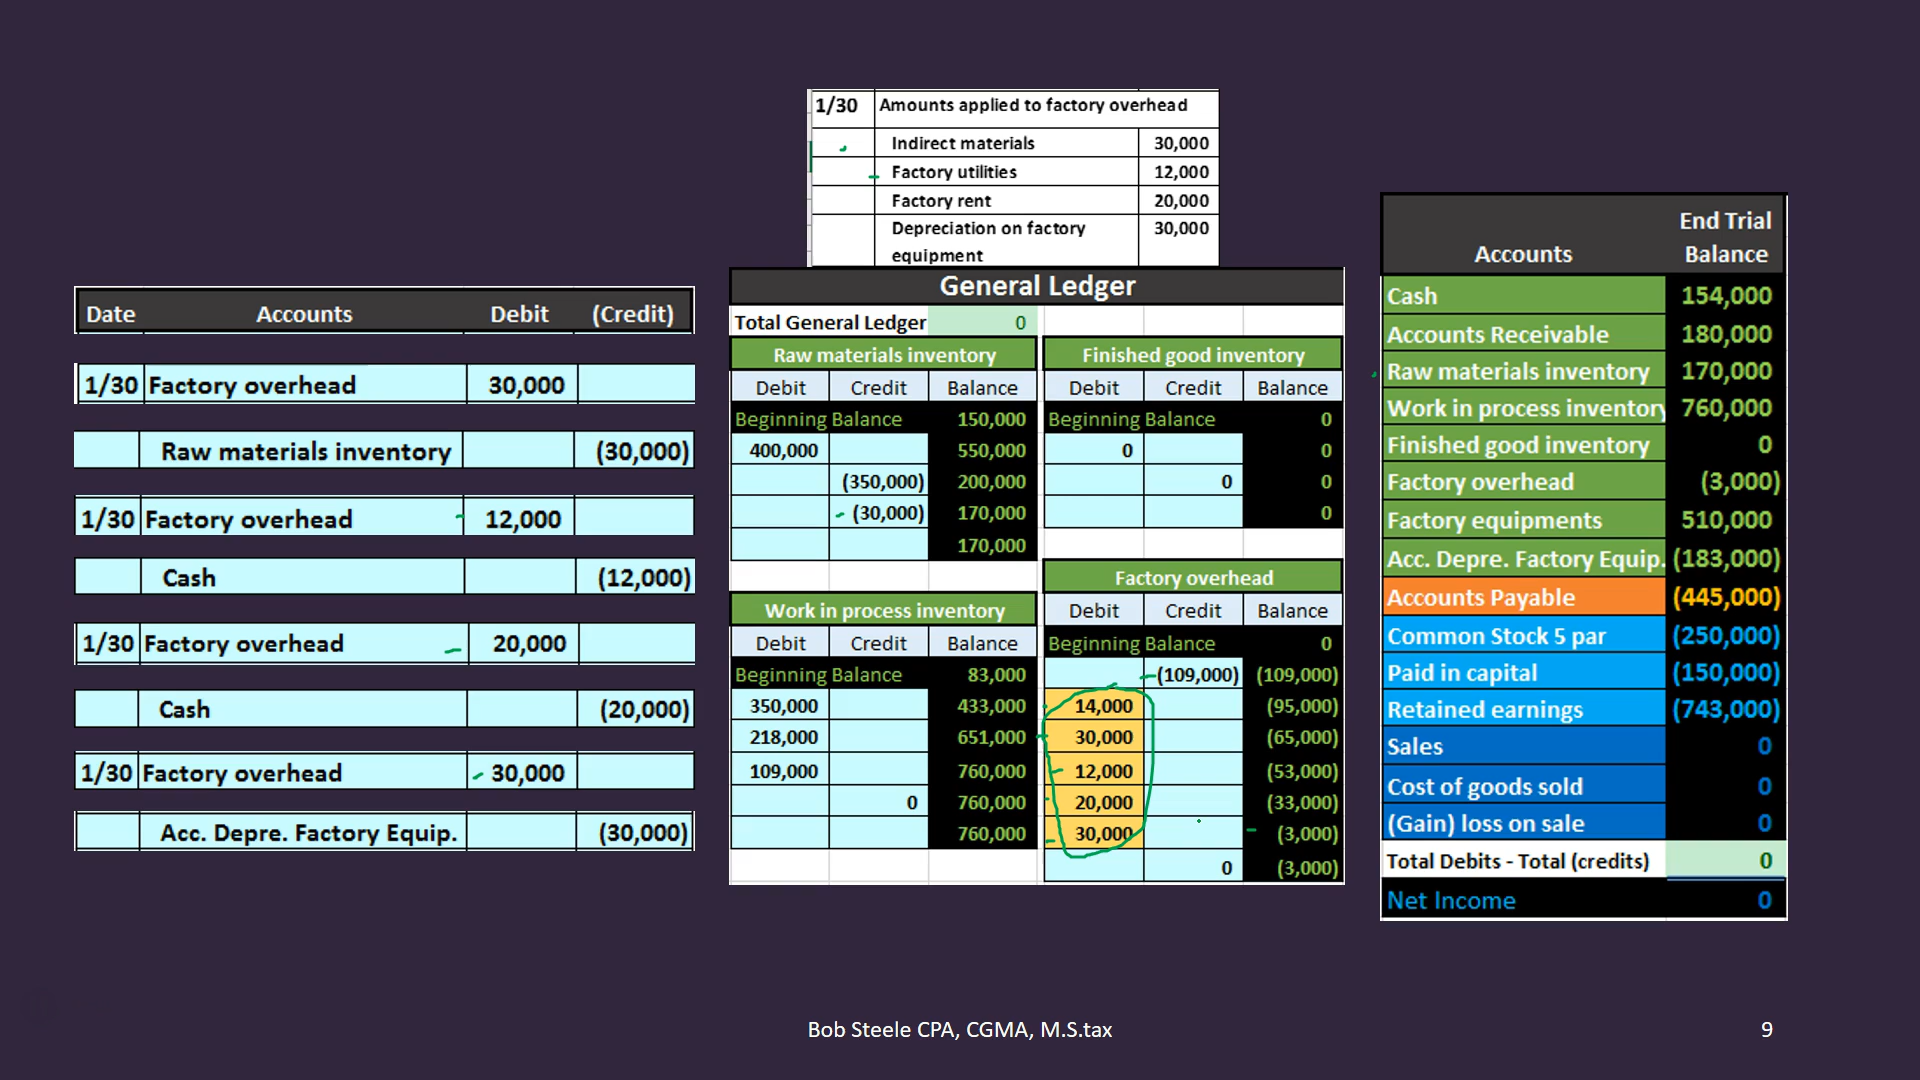 1/30 Amounts applied to factory overhead
Indirect materials 30,000
Factory utilities 12,000
Factory rent 20,000
Depreciation on factory 30,000
equipment
Date Accounts Debit (Credit)
1/30 Factory overhead 30,000
Raw materials inventory (30,000)
1/30 Factory overhead 12,000
Cash (12,000)
1/30 Factory overhead 20,000
Cash (20,000)
1/30 Factory overhead 30,000
Acc. Depre. Factory Equip. (30,000)
General Ledger
Total General Ledger 0
Raw materials inventory
Debit Credit Balance
Beginning Balance 150,000
400,000 550,000
(350,000) 200,000
(30,000) 170,000
170,000
Work in process inventory
Debit Credit Balance
Beginning Balance 83,000
350,000 433,000
218,000 651,000
109,000 760,000
0 760,000
760,000
Finished good inventory
Debit Credit Balance
Beginning Balance 0
0 0
0 0
0
Factory overhead
Debit Credit Balance
Beginning Balance 0
(109,000) (109,000)
14,000 (95,000)
30,000 (65,000)
12,000 (53,000)
20,000 (33,000)
30,000 (3,000)
0 (3,000)
End Trial
Accounts Balance
Cash 154,000
Accounts Receivable 180,000
Raw materials inventory 170,000
Work in process inventory 760,000
Finished good inventory 0
Factory overhead (3,000)
Factory equipments 510,000
Acc. Depre. Factory Equip. (183,000)
Accounts Payable (445,000)
Common Stock 5 par (250,000)
Paid in capital (150,000)
Retained earnings (743,000)
Sales 0
Cost of goods sold 0
(Gain) loss on sale 0
Total Debits - Total (credits) 0
Net Income 0
Bob Steele CPA, CGMA, M.S.tax
9